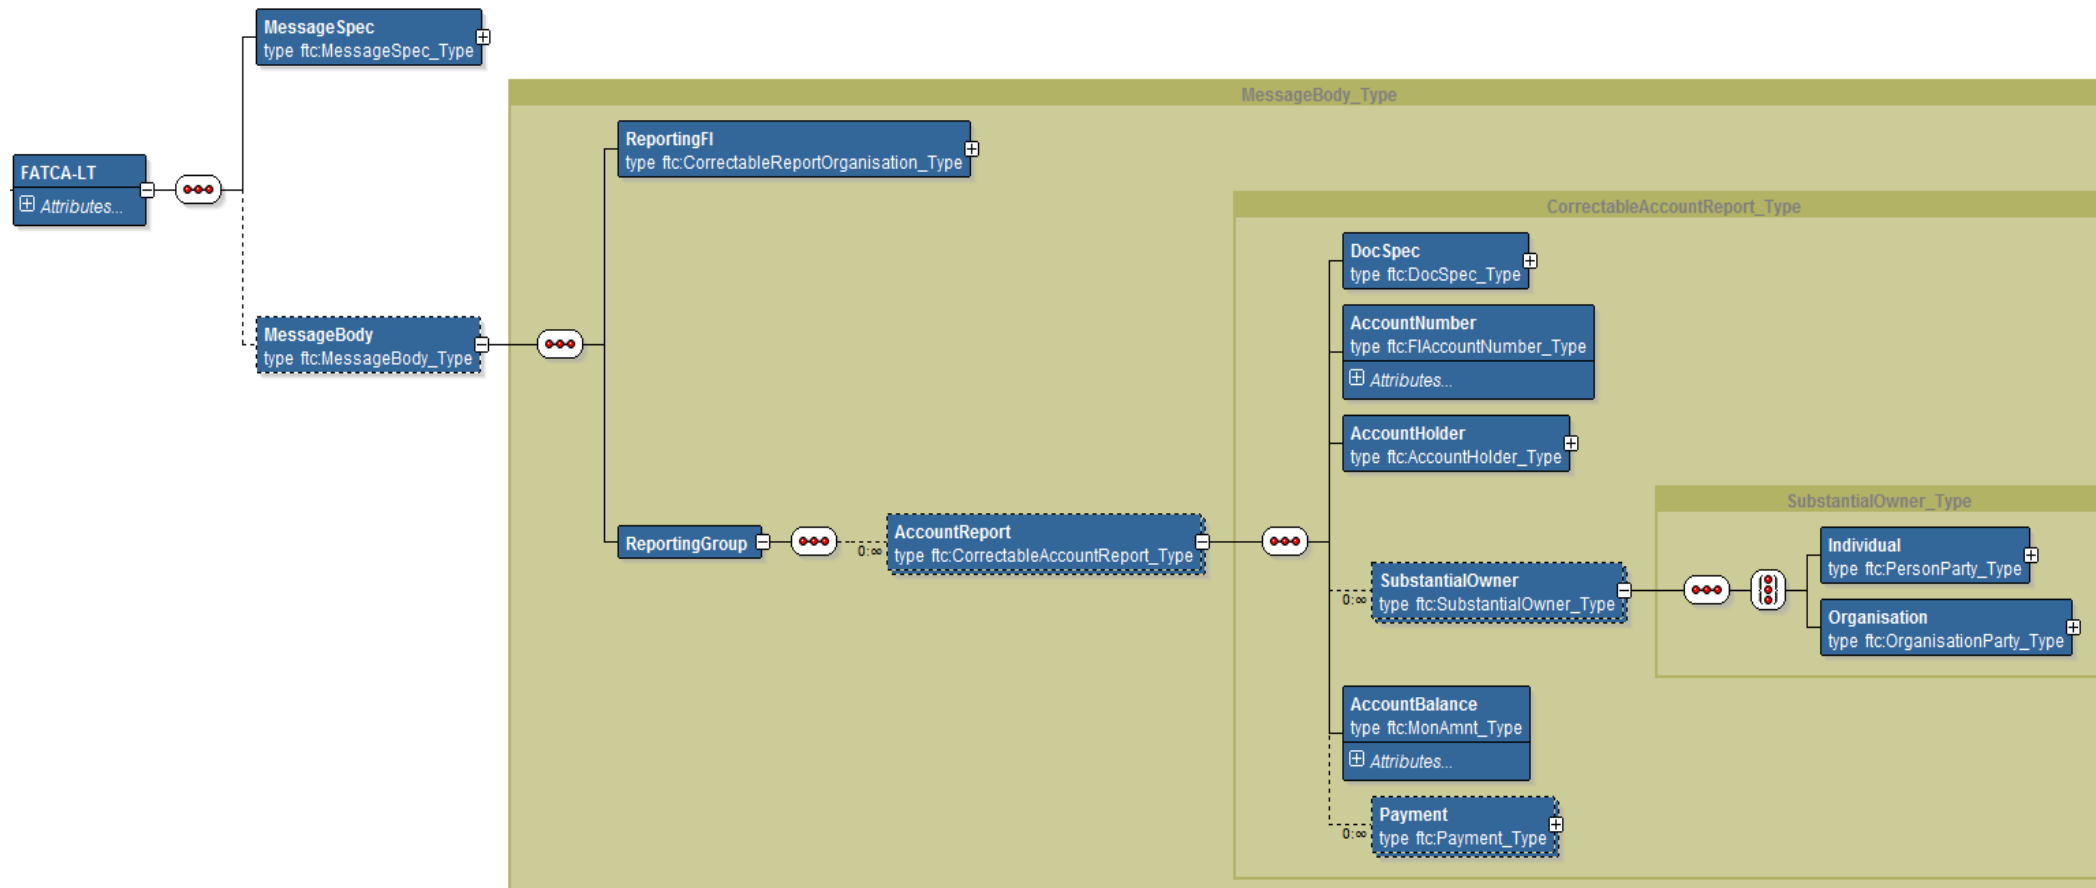 MessageSpec
type ftc:MessageSpec_Type
MessageBody_Type
ReportingFI
type ftc:CorrectableReportOrganisation_Type
FATCA-LT
Attributes...
CorrectableAccountReport_Type
DocSpec
type ftc:DocSpec_Type
AccountNumber
type ftc:FIAccountNumber_Type
Attributes...
MessageBody
type ftc:MessageBody_Type
AccountHolder
type ftc:AccountHolder_Type
SubstantialOwner_Type
ReportingGroup
0:∞
AccountReport
type ftc:CorrectableAccountReport_Type
Individual
type ftc:PersonParty_Type
0:∞
SubstantialOwner
type ftc:SubstantialOwner_Type
Organisation
type ftc:OrganisationParty_Type
AccountBalance
type ftc:MonAmnt_Type
Attributes...
0:∞
Payment
type ftc:Payment_Type